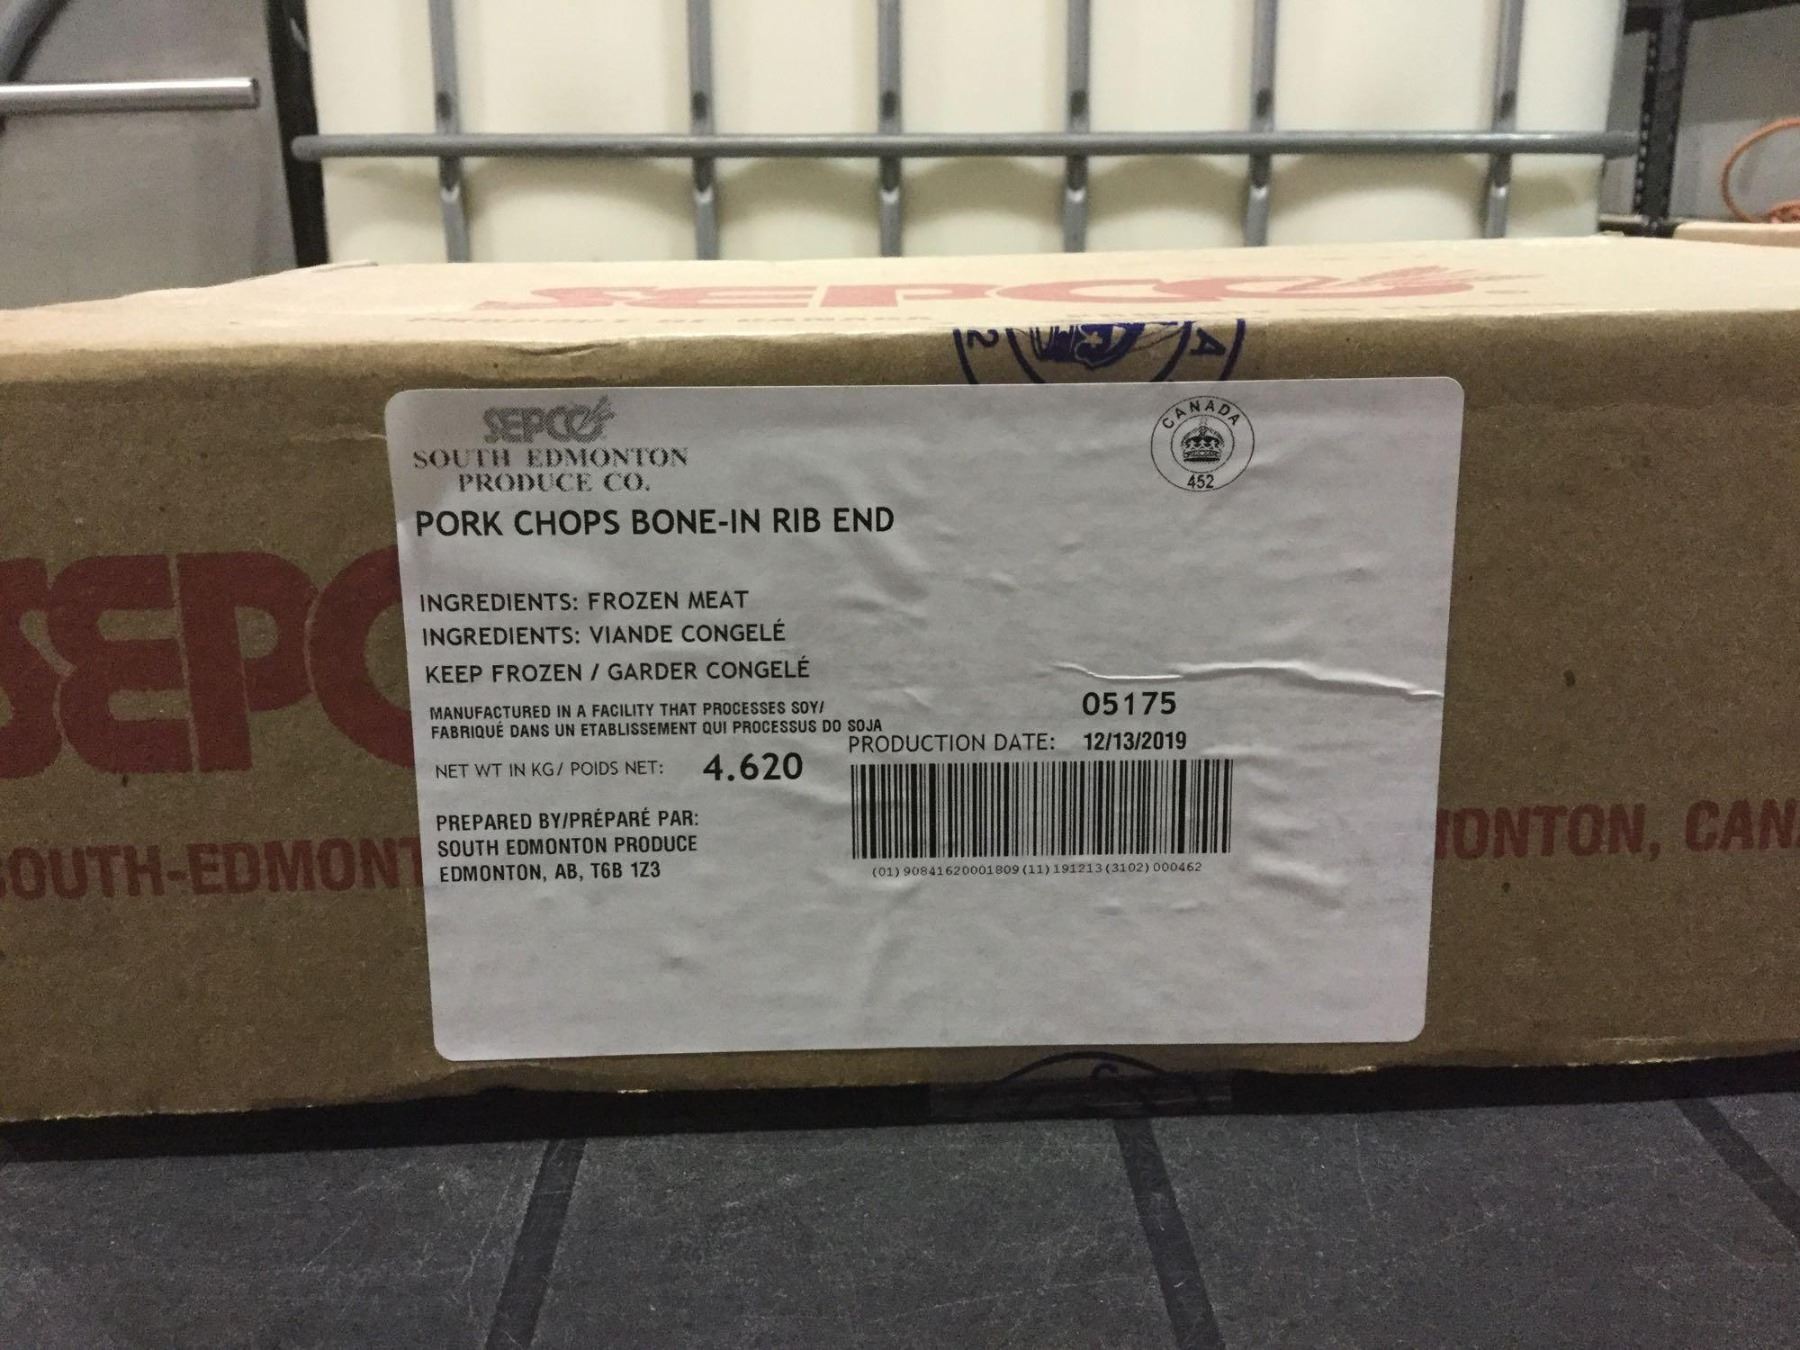 SEPCO
2 A
SEPCO
SOUTH EDMONTON
PRODUCE CO.
CANADA
452
PORK CHOPS BONE-IN RIB END
INGREDIENTS: FROZEN MEAT
INGREDIENTS: VIANDE CONGELÉ
KEEP FROZEN / GARDER CONGELÉ
MANUFACTURED IN A FACILITY THAT PROCESSES SOY/
FABRIQUÉ DANS UN ETABLISSEMENT QUI PROCESSUS DO SOJA
05175
PRODUCTION DATE: 12/13/2019
NET WT IN KG/ POIDS NET: 4.620
PREPARED BY/PRÉPARÉ PAR:
SOUTH EDMONTON PRODUCE
EDMONTON, AB, T6B 1Z3
(01)90841620001809(11)191213(3102)000462
SEPC
SOUTH-EDMONT
MONTON, CANA